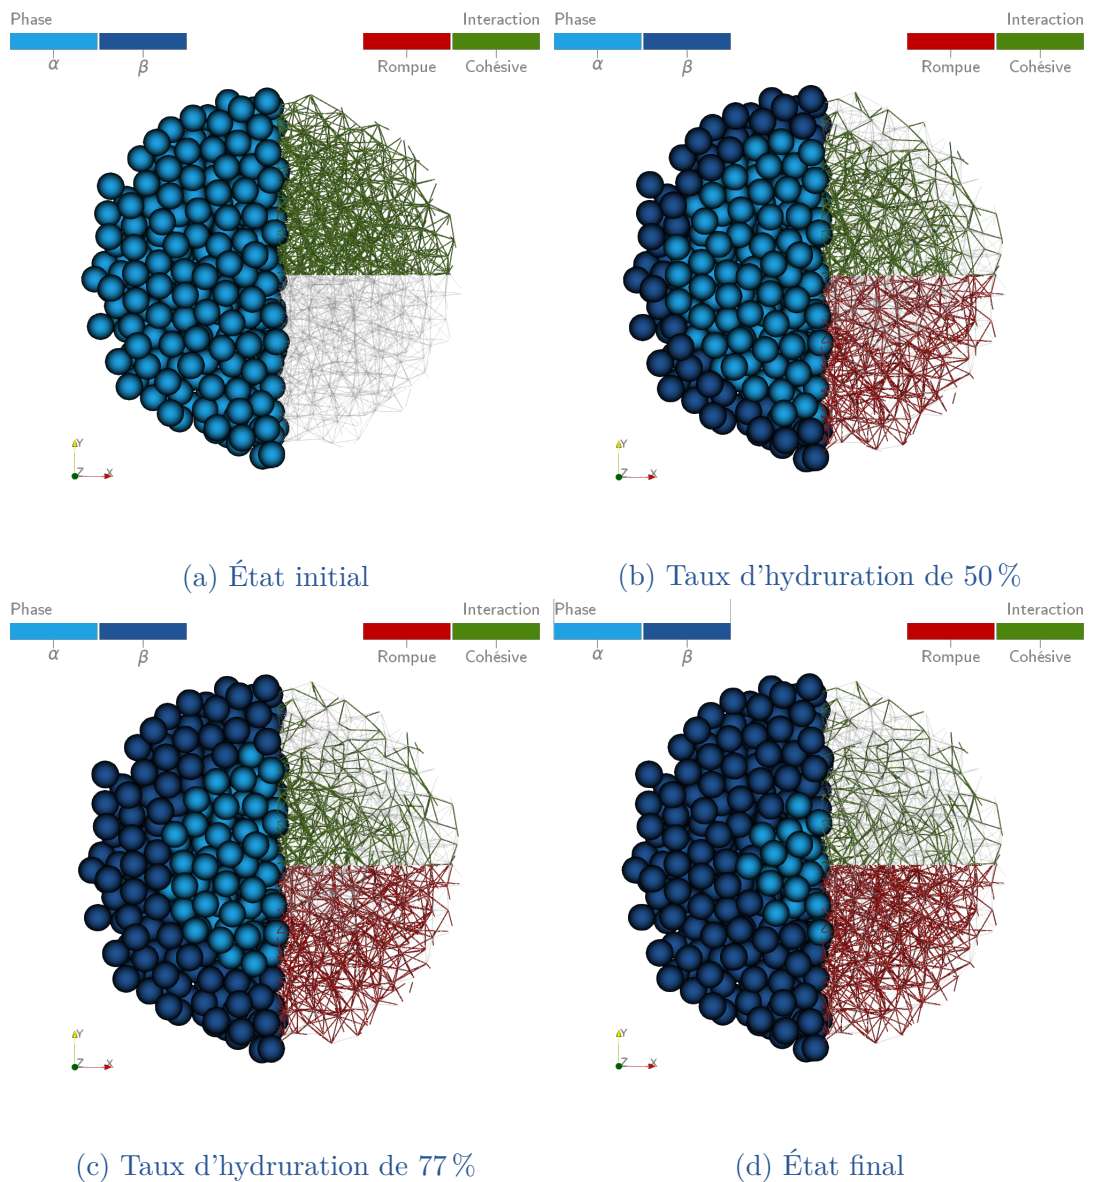 Phase Interaction
α β Rompue Cohésive
Y
Z X
(a) État initial
Phase Interaction
α β Rompue Cohésive
Y
Z X
(b) Taux d'hydruration de 50 %
Phase Interaction
α β Rompue Cohésive
Y
Z X
(c) Taux d'hydruration de 77 %
Phase Interaction
α β Rompue Cohésive
Y
Z X
(d) État final